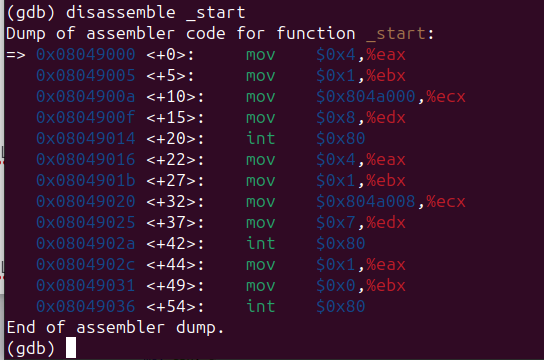 (gdb) disassemble _start
Dump of assembler code for function _start:
=> 0x08049000 <+0>:     mov    $0x4,%eax
   0x08049005 <+5>:     mov    $0x1,%ebx
   0x0804900a <+10>:    mov    $0x804a000,%ecx
   0x0804900f <+15>:    mov    $0x8,%edx
   0x08049014 <+20>:    int    $0x80
   0x08049016 <+22>:    mov    $0x4,%eax
   0x0804901b <+27>:    mov    $0x1,%ebx
   0x08049020 <+32>:    mov    $0x804a008,%ecx
   0x08049025 <+37>:    mov    $0x7,%edx
   0x0804902a <+42>:    int    $0x80
   0x0804902c <+44>:    mov    $0x1,%eax
   0x08049031 <+49>:    mov    $0x0,%ebx
   0x08049036 <+54>:    int    $0x80
End of assembler dump.
(gdb)